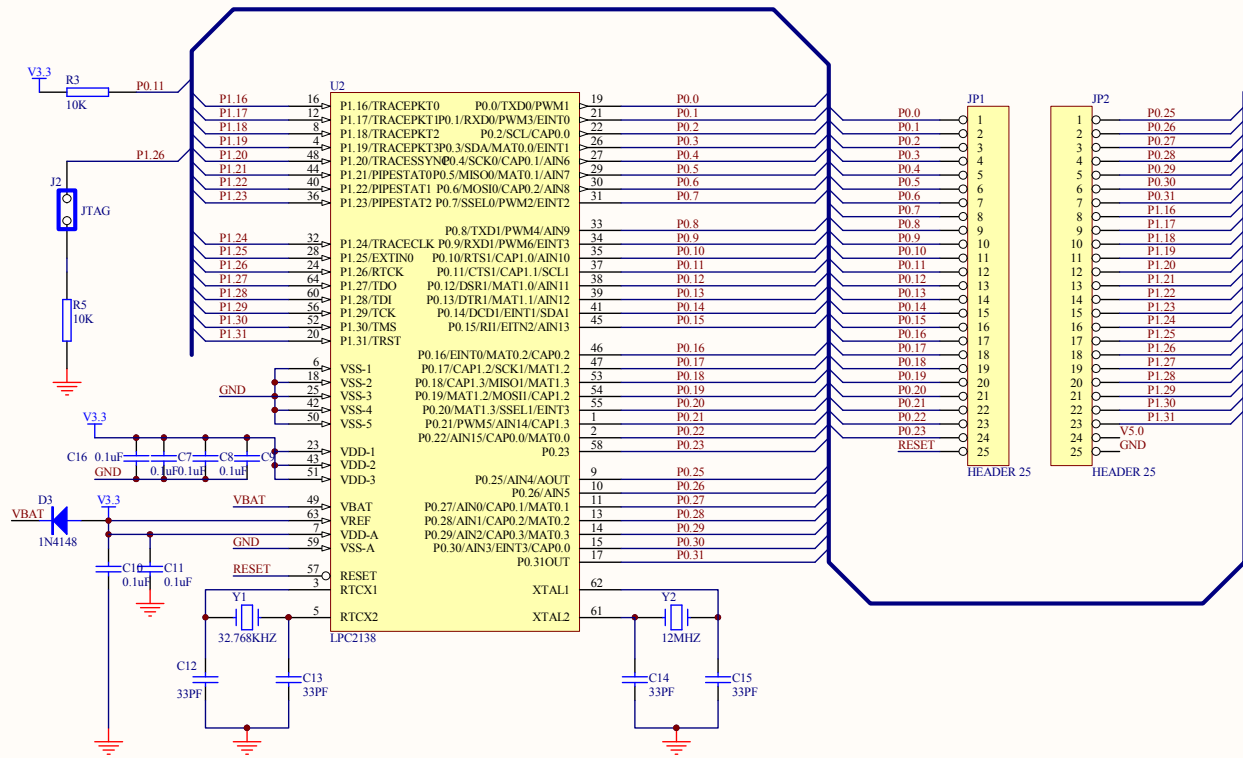 V3.3
R3
10K
P0.11
P1.26
J2
JTAG
R5
10K
U2
P1.16 16 P1.16/TRACEPKT0
P1.17 12 P1.17/TRACEPKT1
P1.18 8 P1.18/TRACEPKT2
P1.19 4 P1.19/TRACEPKT3
P1.20 48 P1.20/TRACESSYN
P1.21 44 P1.21/PIPESTAT0
P1.22 40 P1.22/PIPESTAT1
P1.23 36 P1.23/PIPESTAT2
P1.24 32 P1.24/TRACECLK
P1.25 28 P1.25/EXTIN0
P1.26 24 P1.26/RTCK
P1.27 64 P1.27/TDO
P1.28 60 P1.28/TDI
P1.29 56 P1.29/TCK
P1.30 52 P1.30/TMS
P1.31 20 P1.31/TRST
6 VSS-1
18 VSS-2
GND 25 VSS-3
42 VSS-4
50 VSS-5
V3.3
23 VDD-1
43 VDD-2
51 VDD-3
C16 0.1uF C7 0.1uF C8 0.1uF C9 0.1uF
GND
VBAT 49 VBAT
V3.3 63 VREF
7 VDD-A
GND 59 VSS-A
VBAT
D3
1N4148
C10 0.1uF
C11 0.1uF
RESET 57 RESET
3 RTCX1
5 RTCX2
Y1
32.768KHZ
C12
33PF
C13
33PF
LPC2138
P0.0/TXD0/PWM1 19 P0.0
P0.1/RXD0/PWM3/EINT0 21 P0.1
P0.2/SCL/CAP0.0 22 P0.2
P0.3/SDA/MAT0.0/EINT1 26 P0.3
P0.4/SCK0/CAP0.1/AIN6 27 P0.4
P0.5/MISO0/MAT0.1/AIN7 29 P0.5
P0.6/MOSI0/CAP0.2/AIN8 30 P0.6
P0.7/SSEL0/PWM2/EINT2 31 P0.7
P0.8/TXD1/PWM4/AIN9 33 P0.8
P0.9/RXD1/PWM6/EINT3 34 P0.9
P0.10/RTS1/CAP1.0/AIN10 35 P0.10
P0.11/CTS1/CAP1.1/SCL1 37 P0.11
P0.12/DSR1/MAT1.0/AIN11 38 P0.12
P0.13/DTR1/MAT1.1/AIN12 39 P0.13
P0.14/DCD1/EINT1/SDA1 41 P0.14
P0.15/RI1/EITN2/AIN13 45 P0.15
P0.16/EINT0/MAT0.2/CAP0.2 46 P0.16
P0.17/CAP1.2/SCK1/MAT1.2 47 P0.17
P0.18/CAP1.3/MISO1/MAT1.3 53 P0.18
P0.19/MAT1.2/MOSI1/CAP1.2 54 P0.19
P0.20/MAT1.3/SSEL1/EINT3 55 P0.20
P0.21/PWM5/AIN14/CAP1.3 1 P0.21
P0.22/AIN15/CAP0.0/MAT0.0 2 P0.22
P0.23 58 P0.23
P0.25/AIN4/AOUT 9 P0.25
P0.26/AIN5 10 P0.26
P0.27/AIN0/CAP0.1/MAT0.1 11 P0.27
P0.28/AIN1/CAP0.2/MAT0.2 13 P0.28
P0.29/AIN2/CAP0.3/MAT0.3 14 P0.29
P0.30/AIN3/EINT3/CAP0.0 15 P0.30
P0.31OUT 17 P0.31
XTAL1 62
XTAL2 61
Y2
12MHZ
C14
33PF
C15
33PF
JP1
P0.0 1
P0.1 2
P0.2 3
P0.3 4
P0.4 5
P0.5 6
P0.6 7
P0.7 8
P0.8 9
P0.9 10
P0.10 11
P0.11 12
P0.12 13
P0.13 14
P0.14 15
P0.15 16
P0.16 17
P0.17 18
P0.18 19
P0.19 20
P0.20 21
P0.21 22
P0.22 23
P0.23 24
RESET 25
HEADER 25
JP2
1 P0.25
2 P0.26
3 P0.27
4 P0.28
5 P0.29
6 P0.30
7 P0.31
8 P1.16
9 P1.17
10 P1.18
11 P1.19
12 P1.20
13 P1.21
14 P1.22
15 P1.23
16 P1.24
17 P1.25
18 P1.26
19 P1.27
20 P1.28
21 P1.29
22 P1.30
23 P1.31
24 V5.0
25 GND
HEADER 25